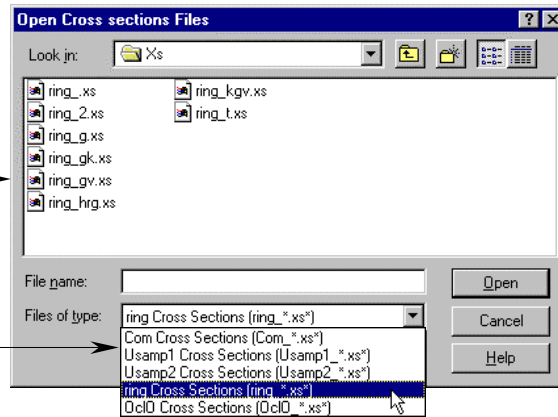 Open Cross sections Files
Look in: Xs
ring_.xs ring_kgv.xs
ring_2.xs ring_t.xs
ring_g.xs
ring_gk.xs
ring_gv.xs
ring_hrg.xs
File name: Open
Files of type: ring Cross Sections (ring_*.xs*) Cancel
Com Cross Sections (Com_*.xs*)
Usamp1 Cross Sections (Usamp1_*.xs*)
Usamp2 Cross Sections (Usamp2_*.xs*) Help
ring Cross Sections (ring_*.xs*)
OclO Cross Sections (OclO_*.xs*)